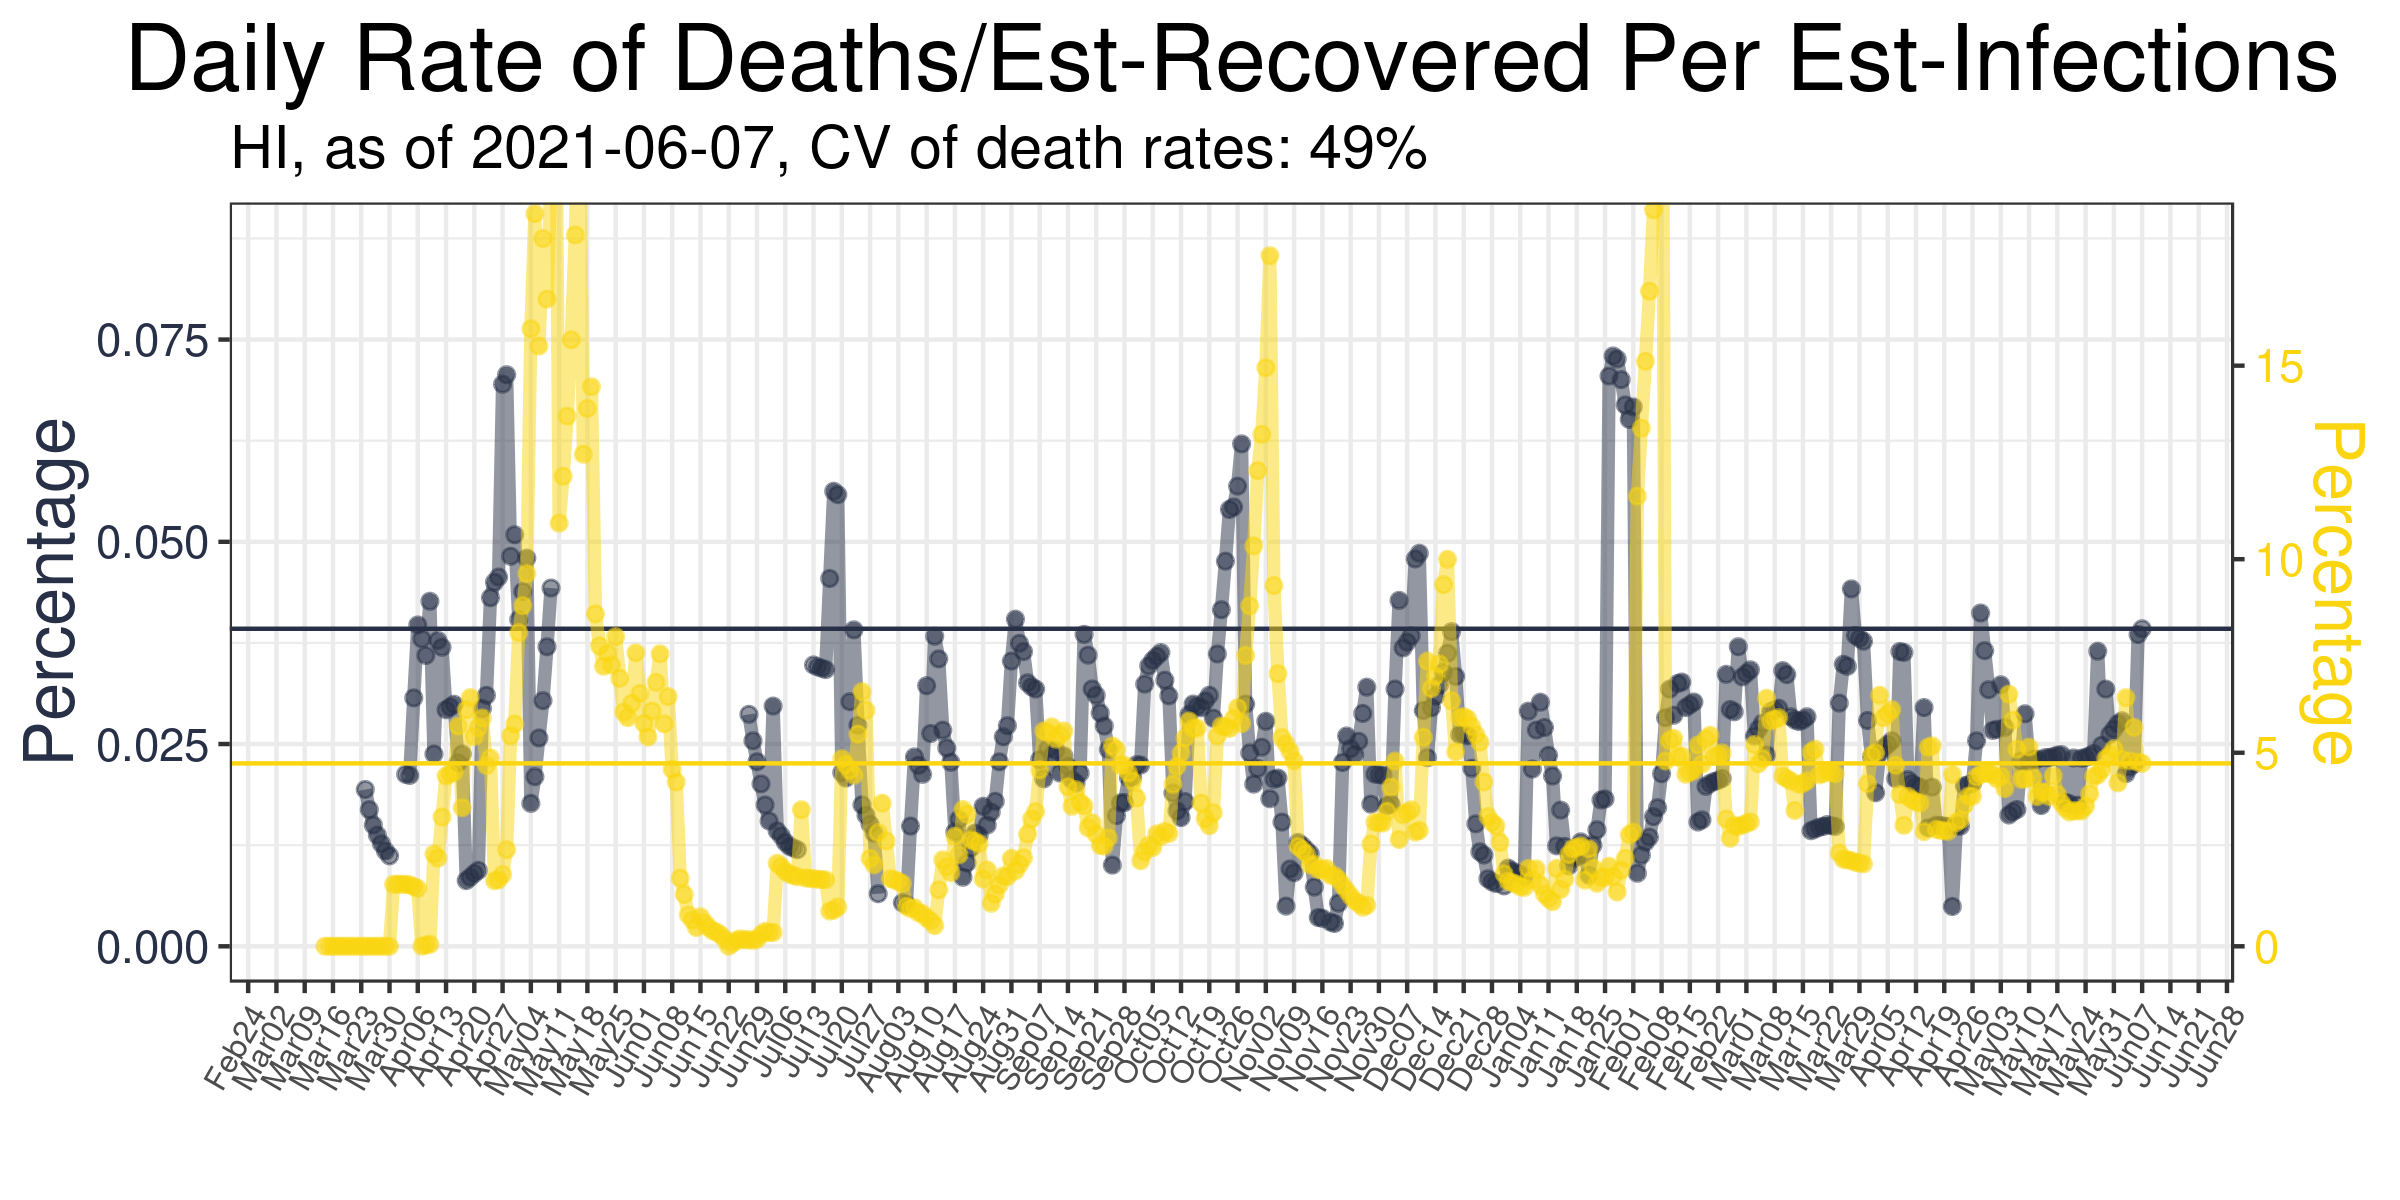 Daily Rate of Deaths/Est-Recovered Per Est-Infections
HI, as of 2021-06-07, CV of death rates: 49%
Percentage
0.075
0.050
0.025
0.000
15
10
5
0
Percentage
Feb24
Mar02
Mar09
Mar16
Mar23
Mar30
Apr06
Apr13
Apr20
Apr27
May04
May11
May18
May25
Jun01
Jun08
Jun15
Jun22
Jun29
Jul06
Jul13
Jul20
Jul27
Aug03
Aug10
Aug17
Aug24
Aug31
Sep07
Sep14
Sep21
Sep28
Oct05
Oct12
Oct19
Oct26
Nov02
Nov09
Nov16
Nov23
Nov30
Dec07
Dec14
Dec21
Dec28
Jan04
Jan11
Jan18
Jan25
Feb01
Feb08
Feb15
Feb22
Mar01
Mar08
Mar15
Mar22
Mar29
Apr05
Apr12
Apr19
Apr26
May03
May10
May17
May24
May31
Jun07
Jun14
Jun21
Jun28